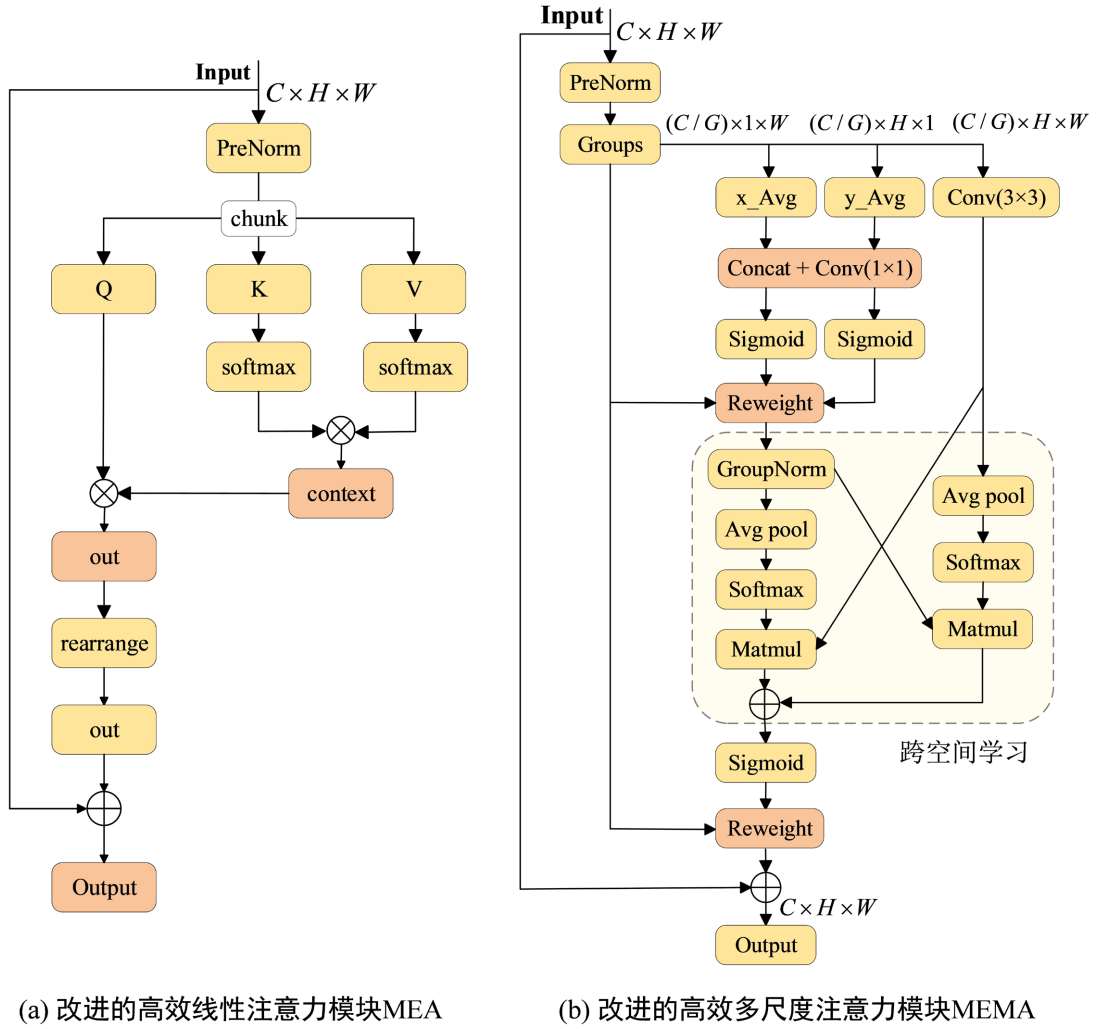 Input
C×H×W
PreNorm
chunk
Q
K
V
softmax
softmax
context
out
rearrange
out
Output
(a) 改进的高效线性注意力模块MEA
Input
C×H×W
PreNorm
Groups
(C/G)×1×W
(C/G)×H×1
(C/G)×H×W
x_Avg
y_Avg
Conv(3×3)
Concat + Conv(1×1)
Sigmoid
Sigmoid
Reweight
GroupNorm
Avg pool
Avg pool
Softmax
Softmax
Matmul
Matmul
跨空间学习
Sigmoid
Reweight
C×H×W
Output
(b) 改进的高效多尺度注意力模块MEMA